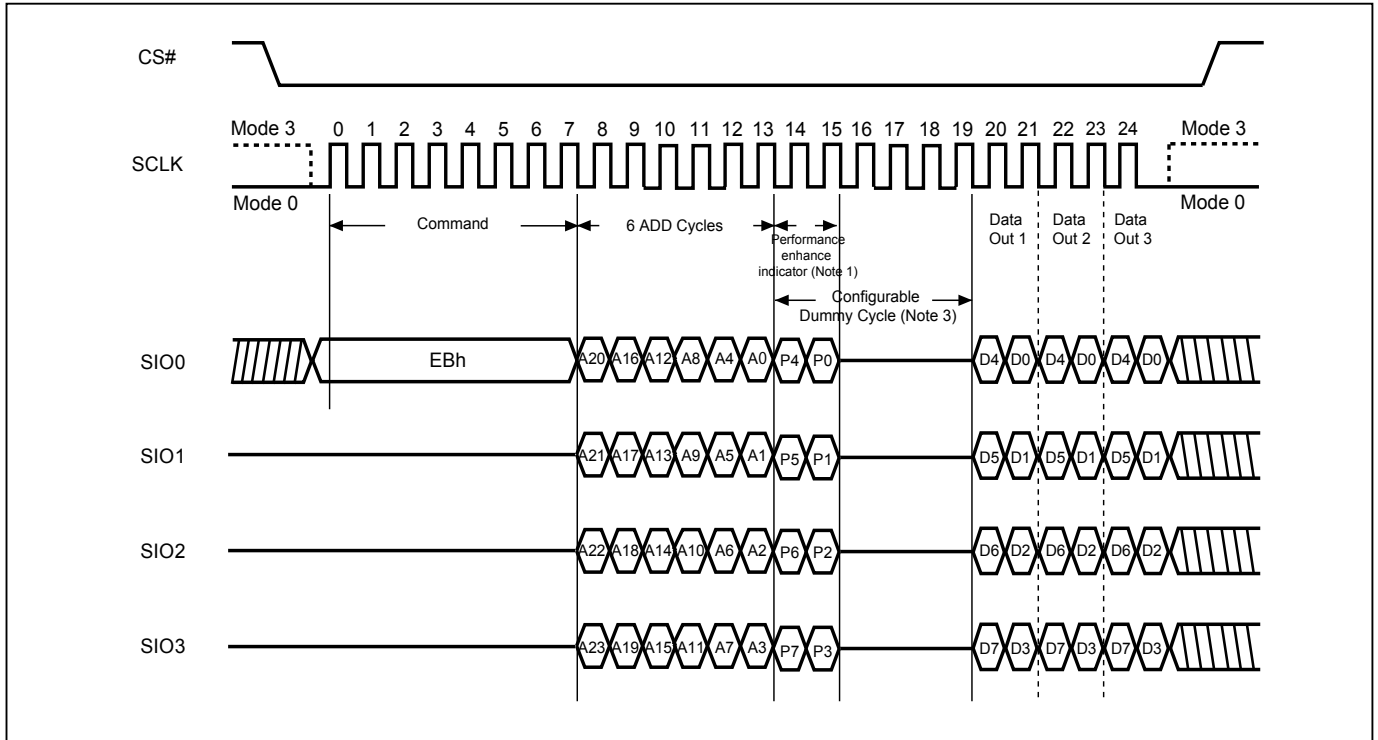 CS#
Mode 3
0 1 2 3 4 5 6 7 8 9 10 11 12 13 14 15 16 17 18 19 20 21 22 23 24
Mode 3
SCLK
Mode 0
Mode 0
Command
6 ADD Cycles
Performance
enhance
indicator (Note 1)
Data
Out 1
Data
Out 2
Data
Out 3
Configurable
Dummy Cycle (Note 3)
SIO0
EBh
A20 A16 A12 A8 A4 A0 P4 P0 D4 D0 D4 D0 D4 D0
SIO1
A21 A17 A13 A9 A5 A1 P5 P1 D5 D1 D5 D1 D5 D1
SIO2
A22 A18 A14 A10 A6 A2 P6 P2 D6 D2 D6 D2 D6 D2
SIO3
A23 A19 A15 A11 A7 A3 P7 P3 D7 D3 D7 D3 D7 D3